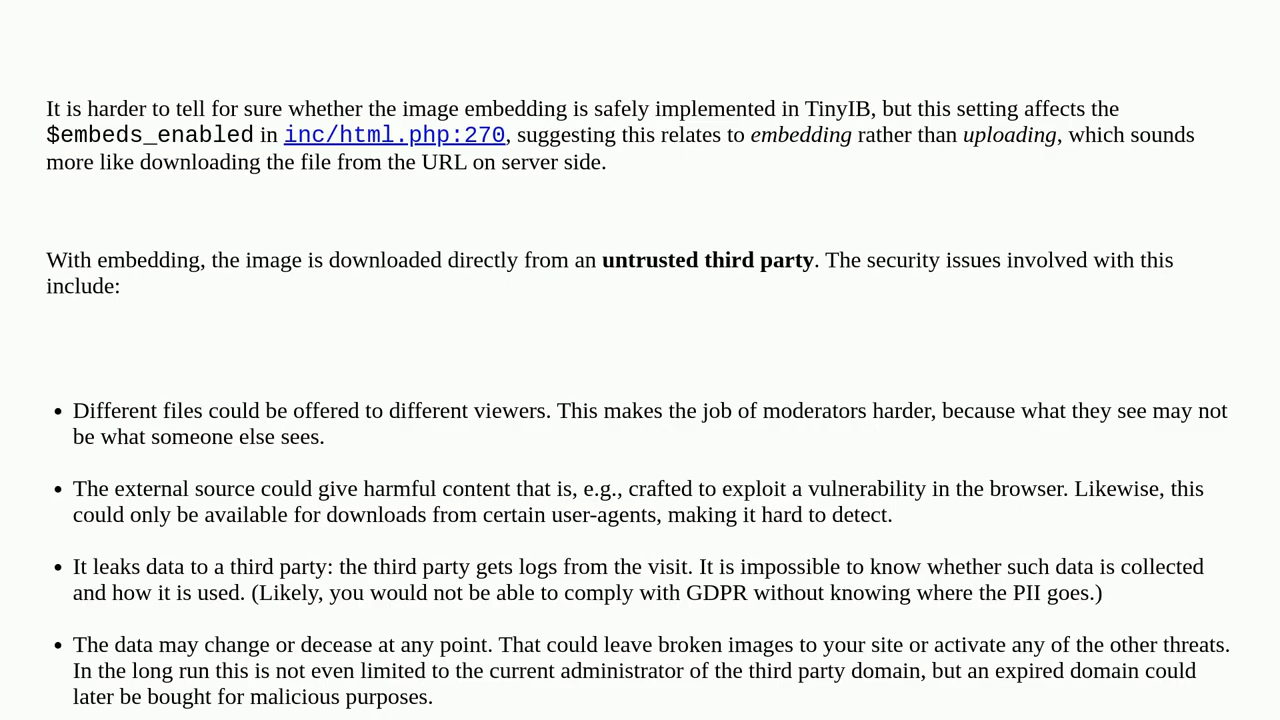 It is harder to tell for sure whether the image embedding is safely implemented in TinyIB, but this setting affects the
$embeds_enabled in inc/html.php:270, suggesting this relates to embedding rather than uploading, which sounds
more like downloading the file from the URL on server side.
With embedding, the image is downloaded directly from an untrusted third party. The security issues involved with this
include:
• Different files could be offered to different viewers. This makes the job of moderators harder, because what they see may not
be what someone else sees.
• The external source could give harmful content that is, e.g., crafted to exploit a vulnerability in the browser. Likewise, this
could only be available for downloads from certain user-agents, making it hard to detect.
• It leaks data to a third party: the third party gets logs from the visit. It is impossible to know whether such data is collected
and how it is used. (Likely, you would not be able to comply with GDPR without knowing where the PII goes.)
• The data may change or decease at any point. That could leave broken images to your site or activate any of the other threats.
In the long run this is not even limited to the current administrator of the third party domain, but an expired domain could
later be bought for malicious purposes.